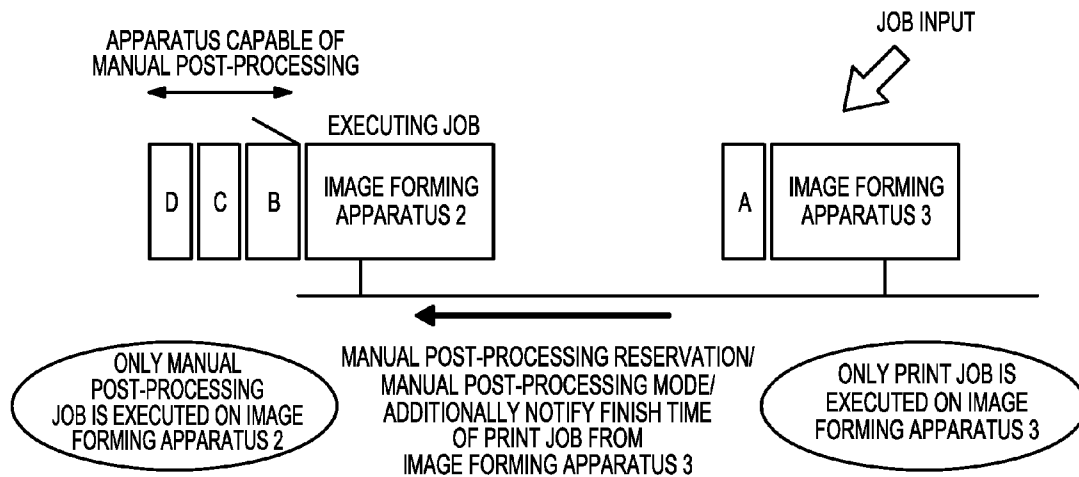 JOB INPUT
APPARATUS CAPABLE OF
MANUAL POST-PROCESSING
EXECUTING JOB
D
C
B
IMAGE FORMING
APPARATUS 2
A
IMAGE FORMING
APPARATUS 3
ONLY MANUAL
POST-PROCESSING
JOB IS EXECUTED ON IMAGE
FORMING APPARATUS 2
MANUAL POST-PROCESSING RESERVATION/
MANUAL POST-PROCESSING MODE/
ADDITIONALLY NOTIFY FINISH TIME
OF PRINT JOB FROM
IMAGE FORMING APPARATUS 3
ONLY PRINT JOB IS
EXECUTED ON IMAGE
FORMING APPARATUS 3